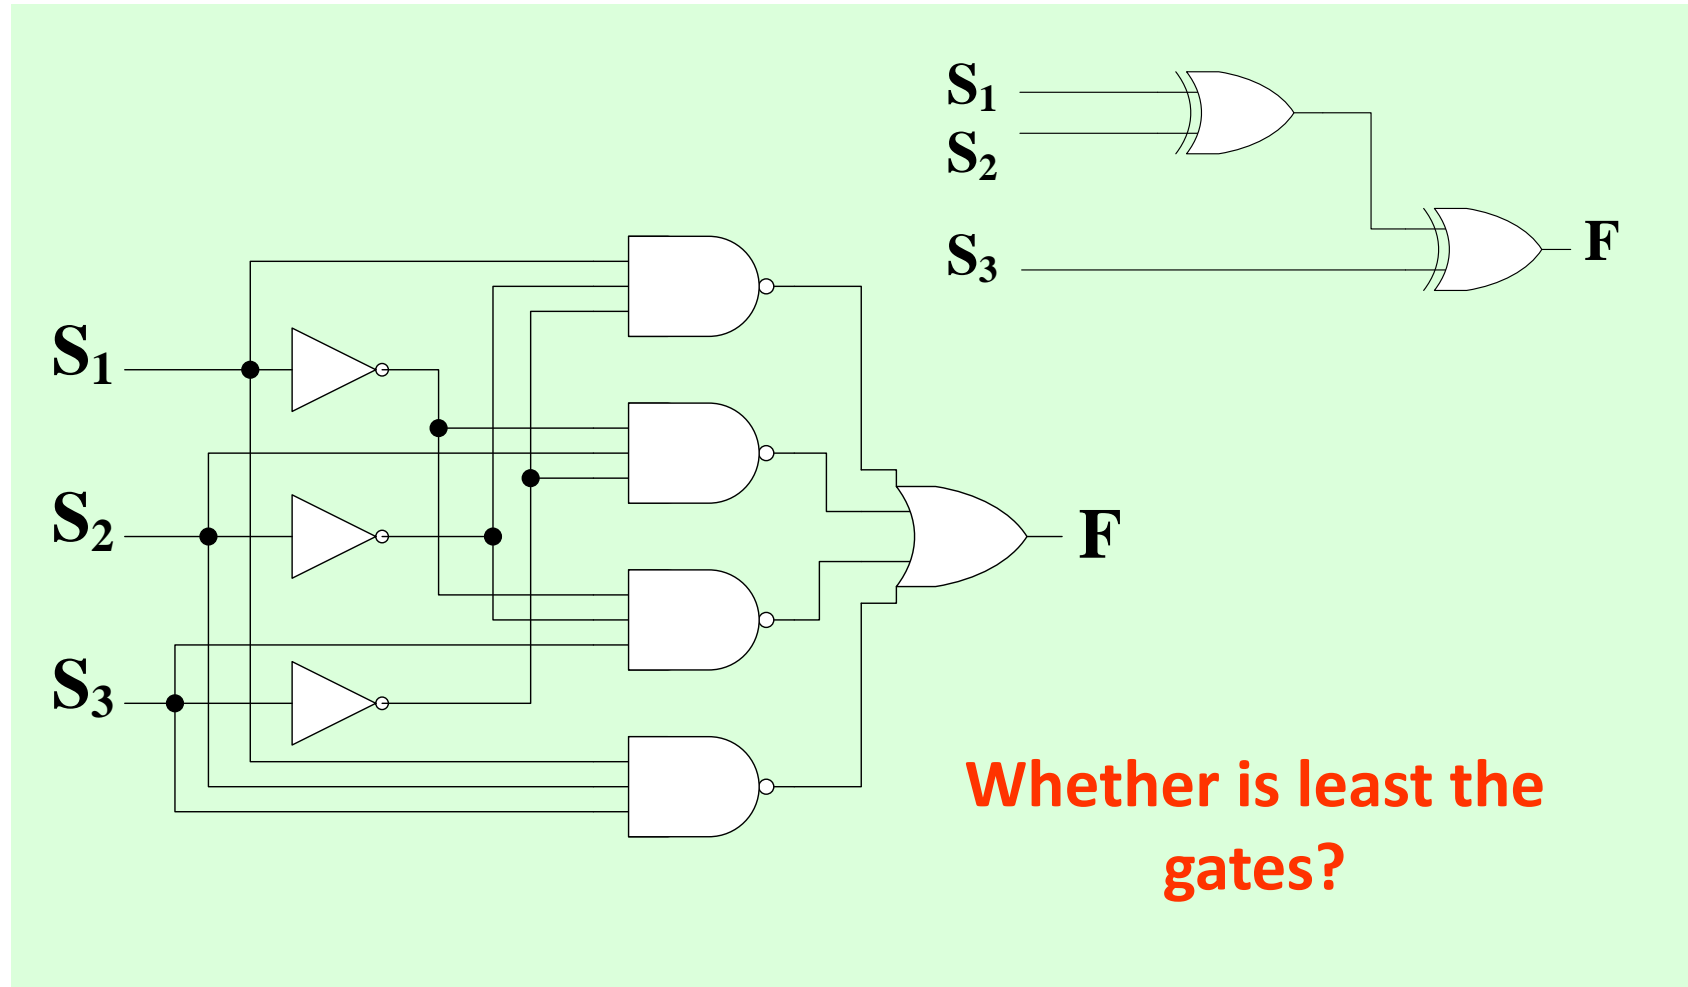 S₁
S₂
S₃
F
S₁
S₂
S₃
F
Whether is least the
gates?